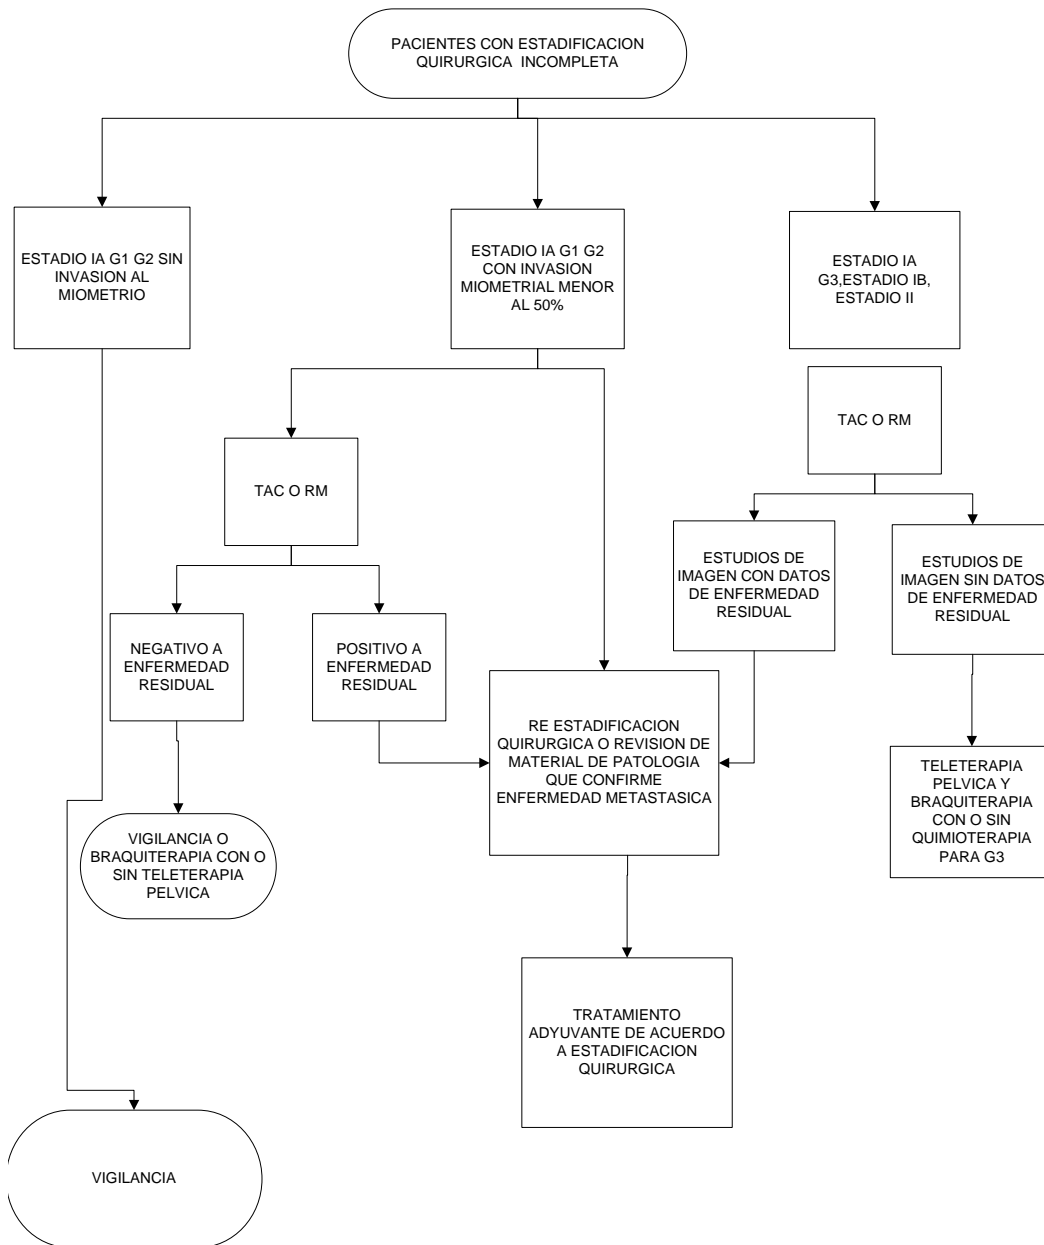 PACIENTES CON ESTADIFICACION
QUIRURGICA INCOMPLETA
ESTADIO IA G1 G2 SIN
INVASION AL
MIOMETRIO
ESTADIO IA G1 G2
CON INVASION
MIOMETRIAL MENOR
AL 50%
ESTADIO IA
G3,ESTADIO IB,
ESTADIO II
TAC O RM
TAC O RM
ESTUDIOS DE
IMAGEN CON DATOS
DE ENFERMEDAD
RESIDUAL
ESTUDIOS DE
IMAGEN SIN DATOS
DE ENFERMEDAD
RESIDUAL
NEGATIVO A
ENFERMEDAD
RESIDUAL
POSITIVO A
ENFERMEDAD
RESIDUAL
RE ESTADIFICACION
QUIRURGICA O REVISION DE
MATERIAL DE PATOLOGIA
QUE CONFIRME
ENFERMEDAD METASTASICA
TELETERAPIA
PELVICA Y
BRAQUITERAPIA
CON O SIN
QUIMIOTERAPIA
PARA G3
VIGILANCIA O
BRAQUITERAPIA CON O
SIN TELETERAPIA
PELVICA
TRATAMIENTO
ADYUVANTE DE ACUERDO
A ESTADIFICACION
QUIRURGICA
VIGILANCIA